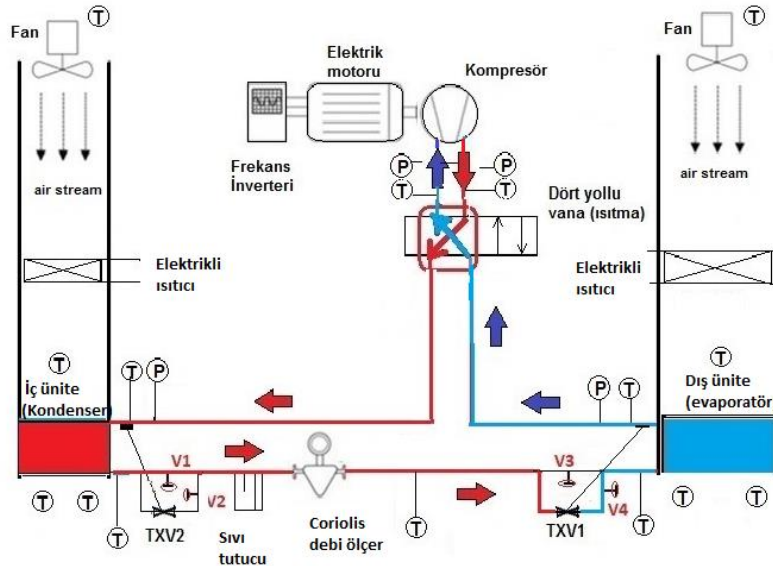 Fan
T
air stream
Elektrikli
ısıtıcı
T
İç ünite
(Kondenser)
T
P
T
T
T
V1
V2
TXV2
Sıvı
tutucu
Coriolis
debi ölçer
Frekans
İnverteri
Elektrik
motoru
Kompresör
P
P
T
T
Dört yollu
vana (ısıtma)
T
V3
V4
TXV1
P
T
T
Fan
T
air stream
Elektrikli
ısıtıcı
T
Dış ünite
(evaporatör
T
T